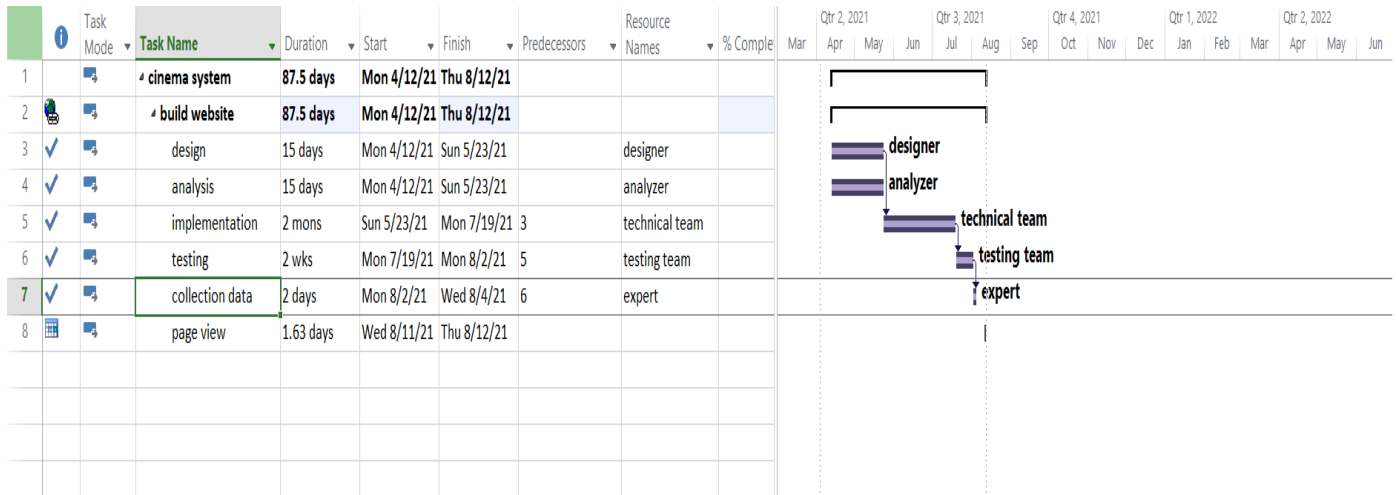 Task Mode Task Name Duration Start Finish Predecessors Resource Names % Comple
Qtr 2, 2021 Qtr 3, 2021 Qtr 4, 2021 Qtr 1, 2022 Qtr 2, 2022
Mar Apr May Jun Jul Aug Sep Oct Nov Dec Jan Feb Mar Apr May Jun
1 cinema system 87.5 days Mon 4/12/21 Thu 8/12/21
2 build website 87.5 days Mon 4/12/21 Thu 8/12/21
3 design 15 days Mon 4/12/21 Sun 5/23/21 designer designer
4 analysis 15 days Mon 4/12/21 Sun 5/23/21 analyzer analyzer
5 implementation 2 mons Sun 5/23/21 Mon 7/19/21 3 technical team technical team
6 testing 2 wks Mon 7/19/21 Mon 8/2/21 5 testing team testing team
7 collection data 2 days Mon 8/2/21 Wed 8/4/21 6 expert expert
8 page view 1.63 days Wed 8/11/21 Thu 8/12/21